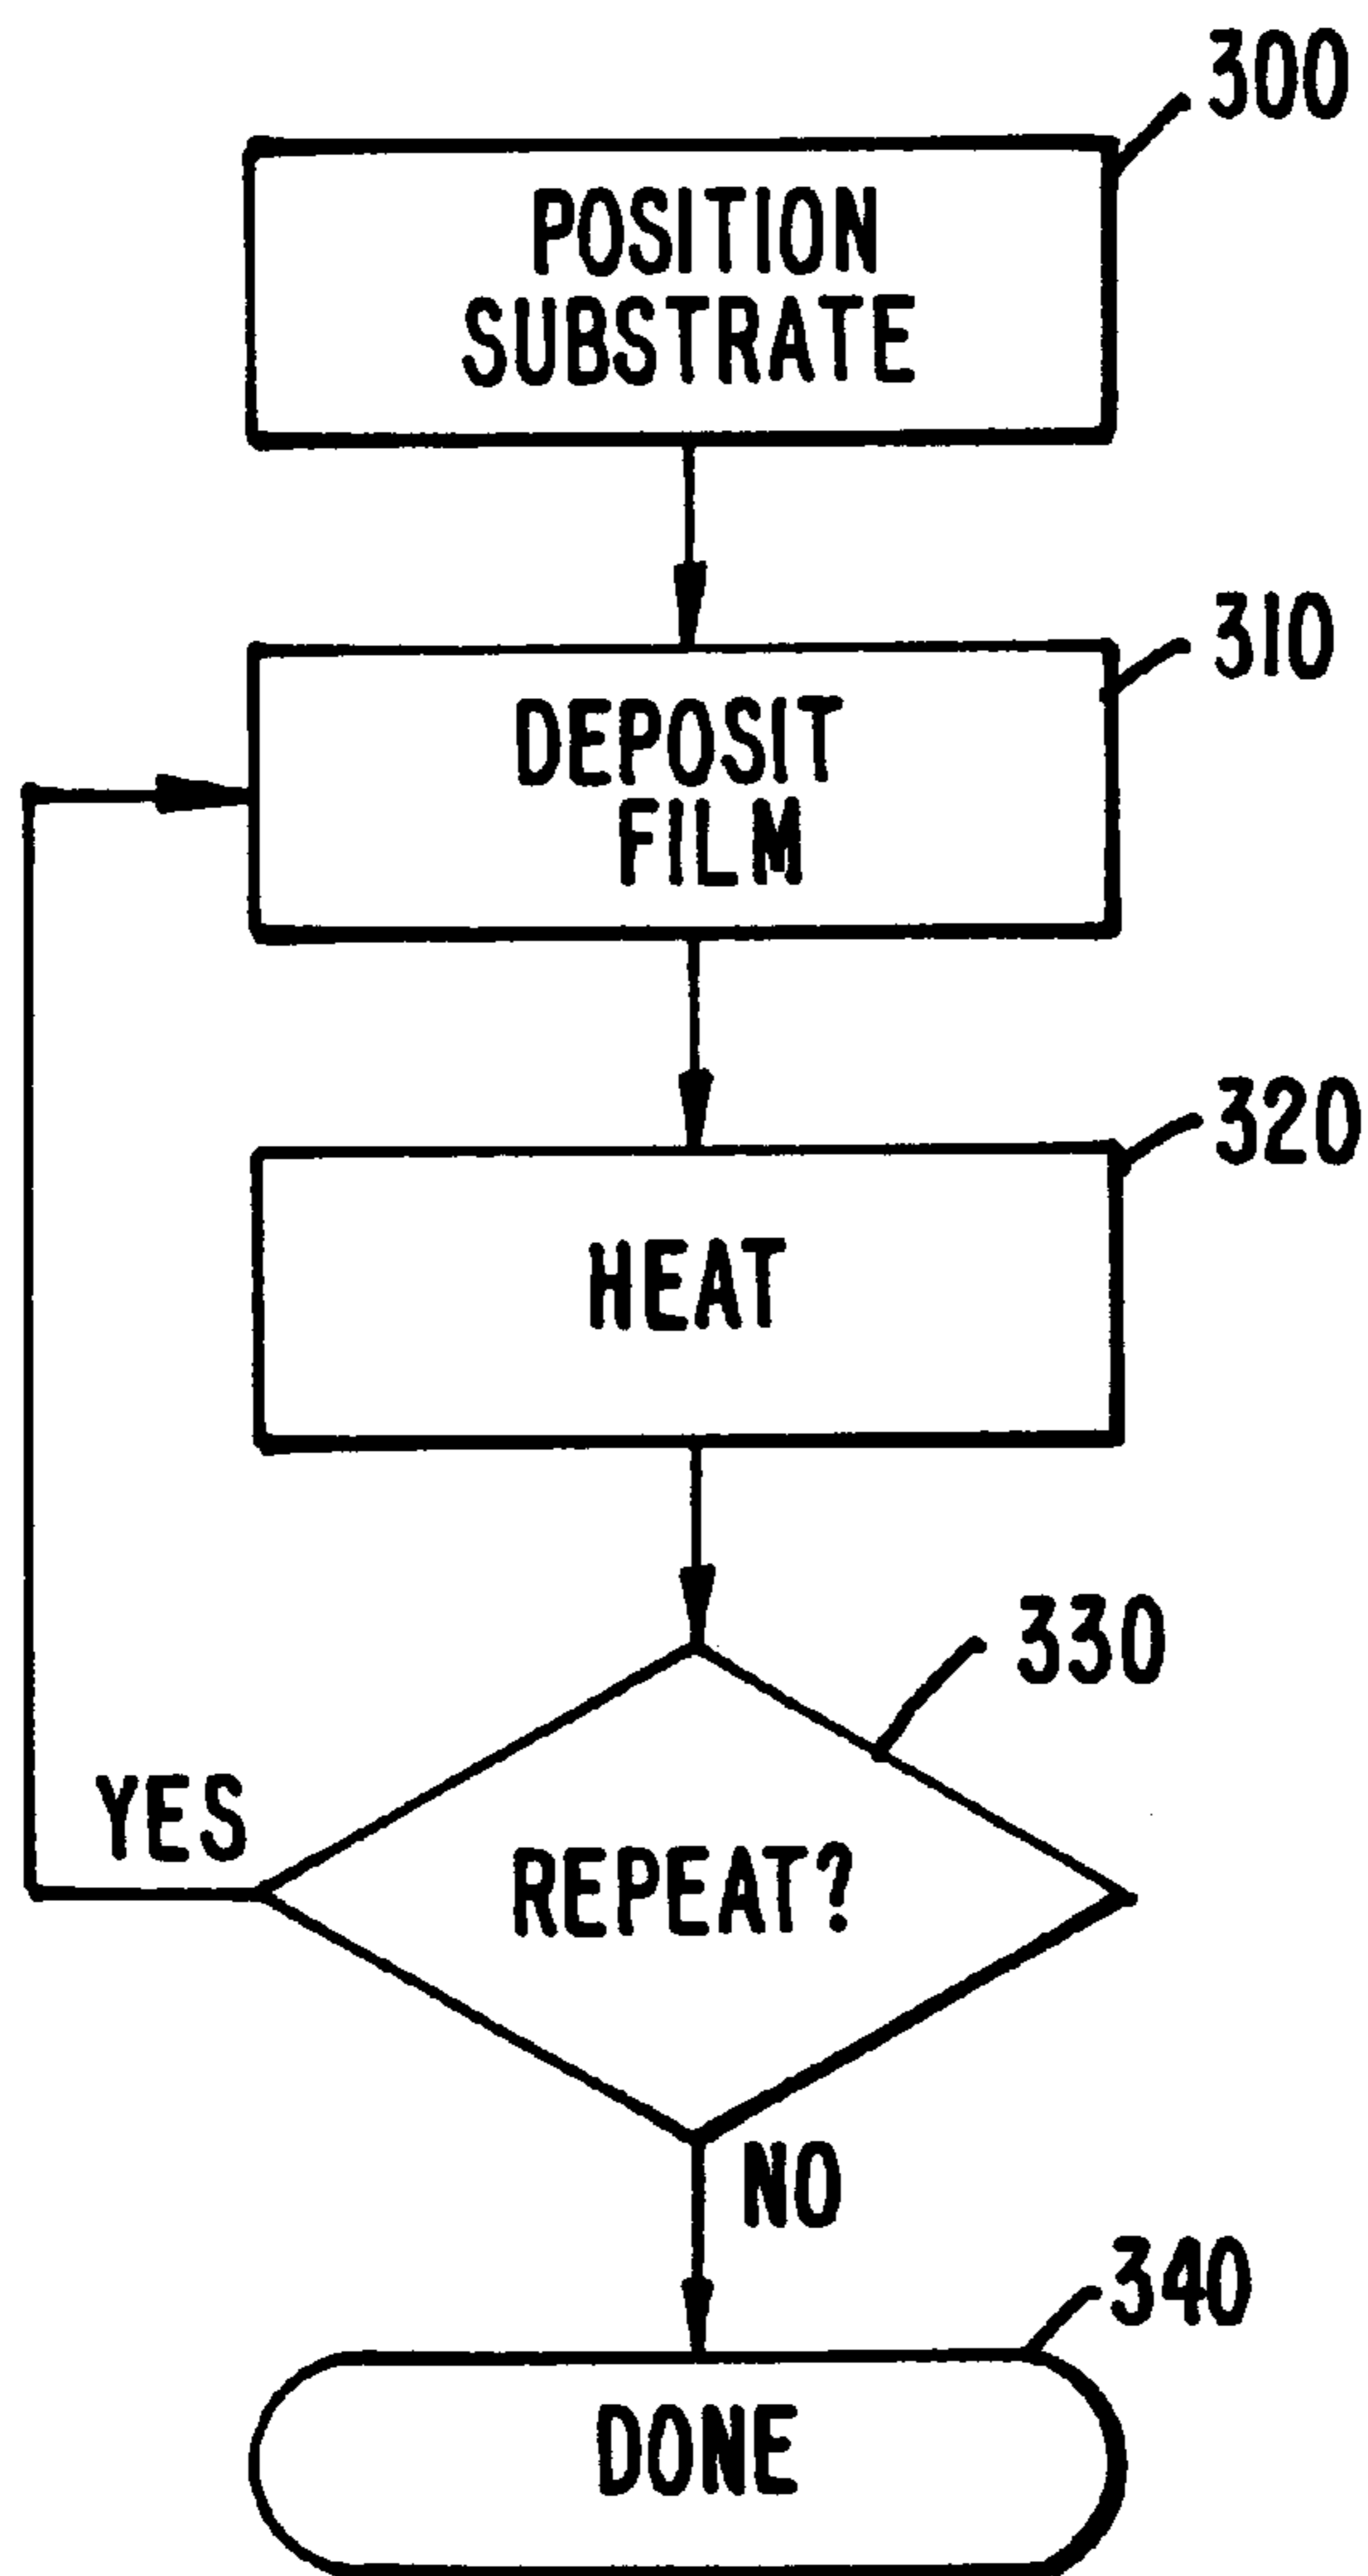 300
POSITION
SUBSTRATE
310
DEPOSIT
FILM
320
HEAT
330
YES
REPEAT?
NO
340
DONE